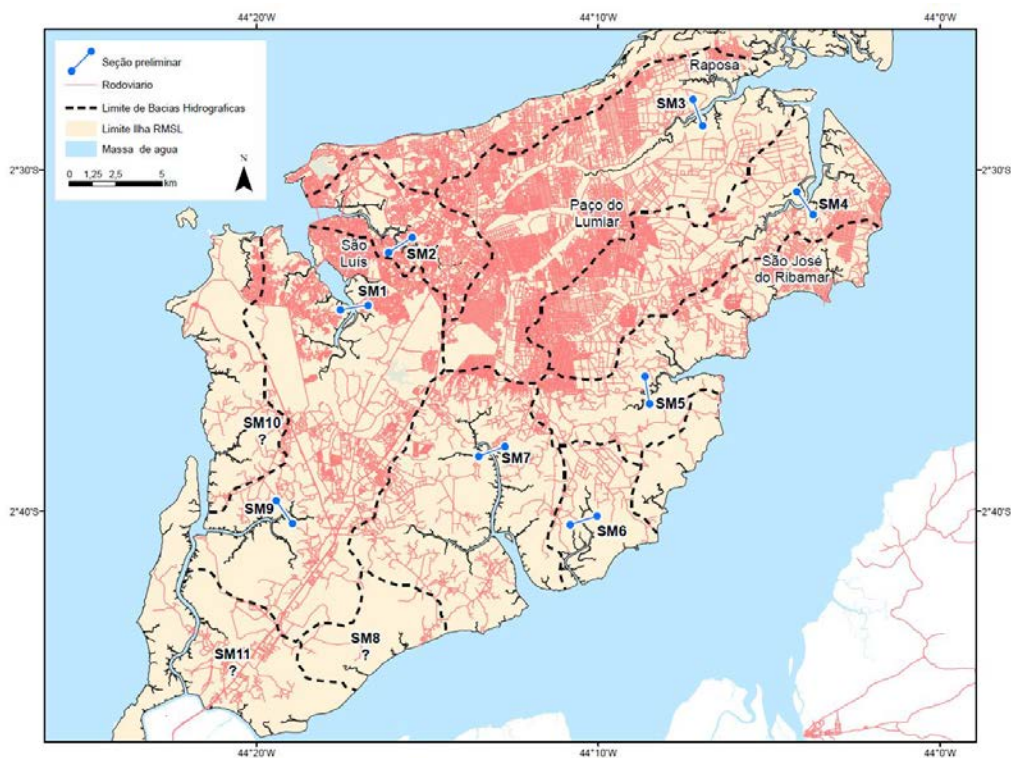 44°20'W 44°10'W 44°0'W
Seção preliminar
Rodoviario
Limite de Bacias Hidrograficas
Limite Ilha RMSL
Massa de agua
0 1,25 2,5 5
km
N
Raposa
SM3
2°30'S 2°30'S
SM4
Paço do
Lumiar
São
Luís
SM2
São José
do Ribamar
SM1
SM5
SM10
?
SM7
SM9
2°40'S 2°40'S
SM6
SM8
?
SM11
?
44°20'W 44°10'W 44°0'W